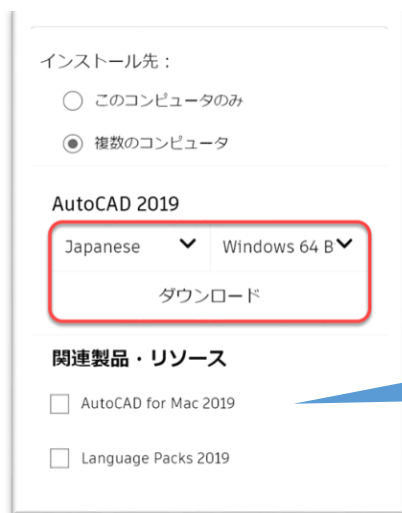 インストール先：
このコンピュータのみ
複数のコンピュータ
AutoCAD 2019
Japanese Windows 64 B
ダウンロード
関連製品・リソース
AutoCAD for Mac 2019
Language Packs 2019